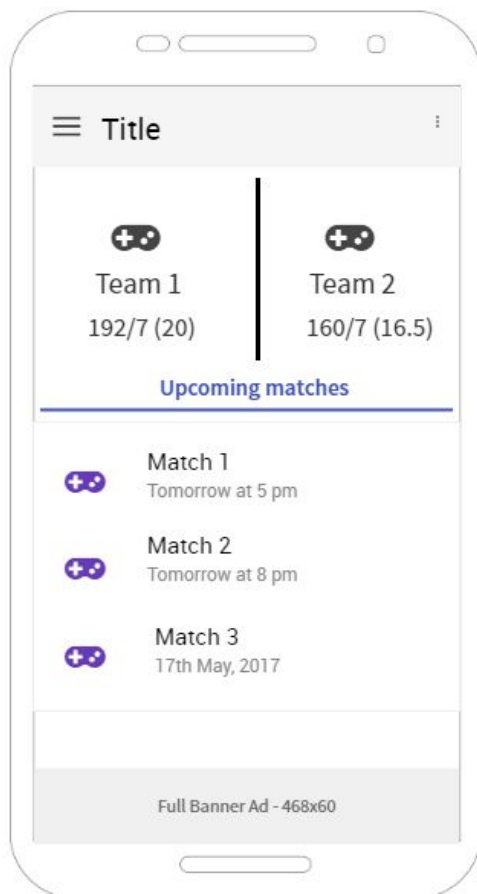 Title
Team 1
192/7 (20)
Team 2
160/7 (16.5)
Upcoming matches
Match 1
Tomorrow at 5 pm
Match 2
Tomorrow at 8 pm
Match 3
17th May, 2017
Full Banner Ad - 468x60